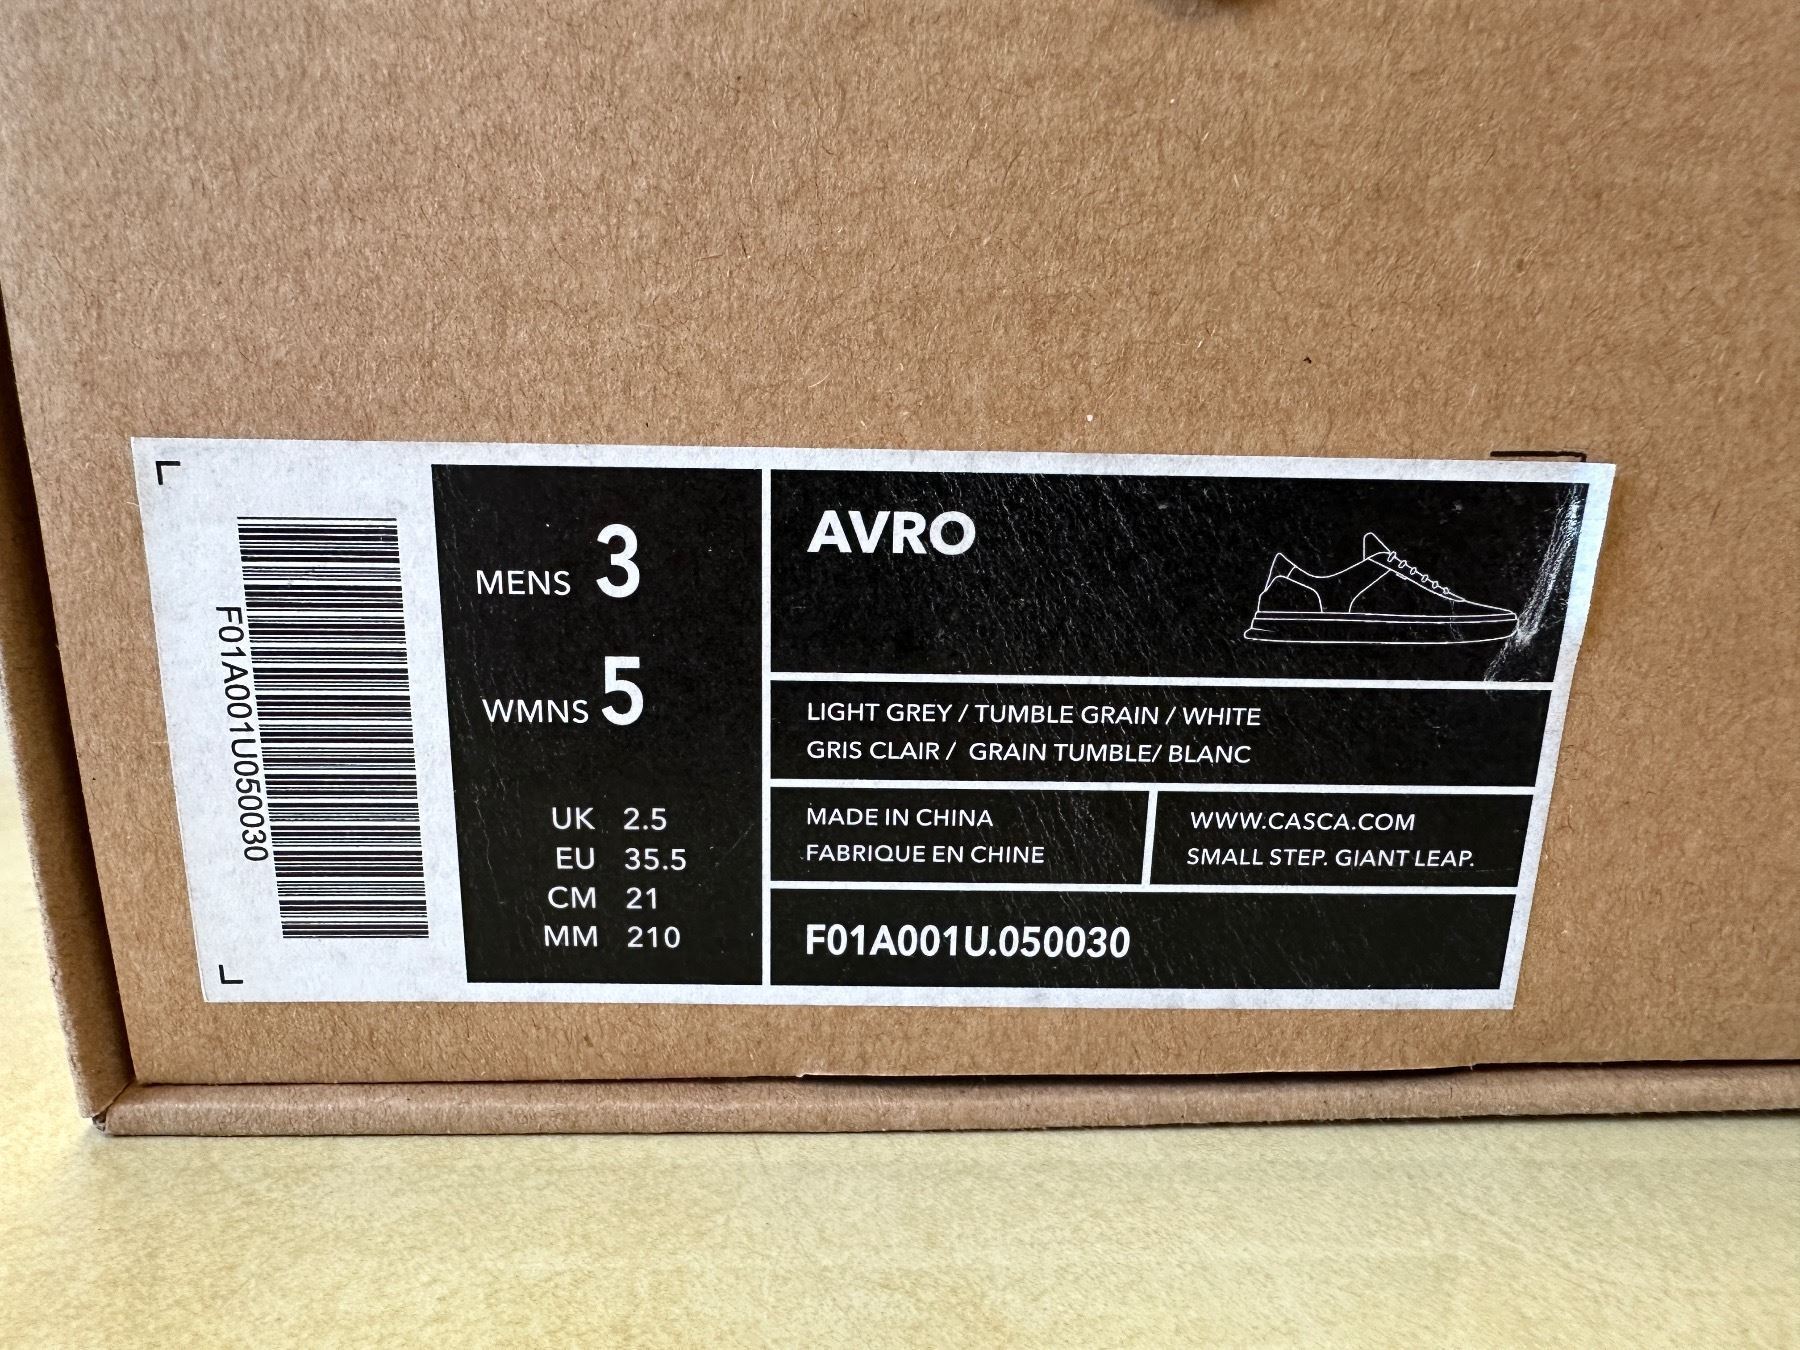 F01A001U050030
MENS 3
WMNS 5
UK 2.5
EU 35.5
CM 21
MM 210
AVRO
LIGHT GREY / TUMBLE GRAIN / WHITE
GRIS CLAIR / GRAIN TUMBLE/ BLANC
MADE IN CHINA
FABRIQUE EN CHINE
WWW.CASCA.COM
SMALL STEP. GIANT LEAP.
F01A001U.050030